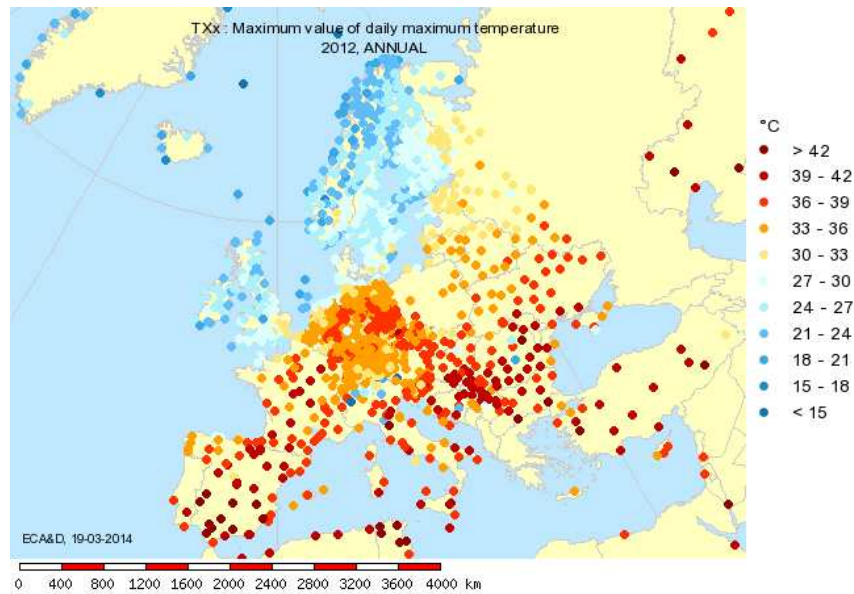 TXx : Maximum value of daily maximum temperature
2012, ANNUAL
°C
> 42
39 - 42
36 - 39
33 - 36
30 - 33
27 - 30
24 - 27
21 - 24
18 - 21
15 - 18
< 15
ECA&D, 19-03-2014
0 400 800 1200 1600 2000 2400 2800 3200 3600 4000 km